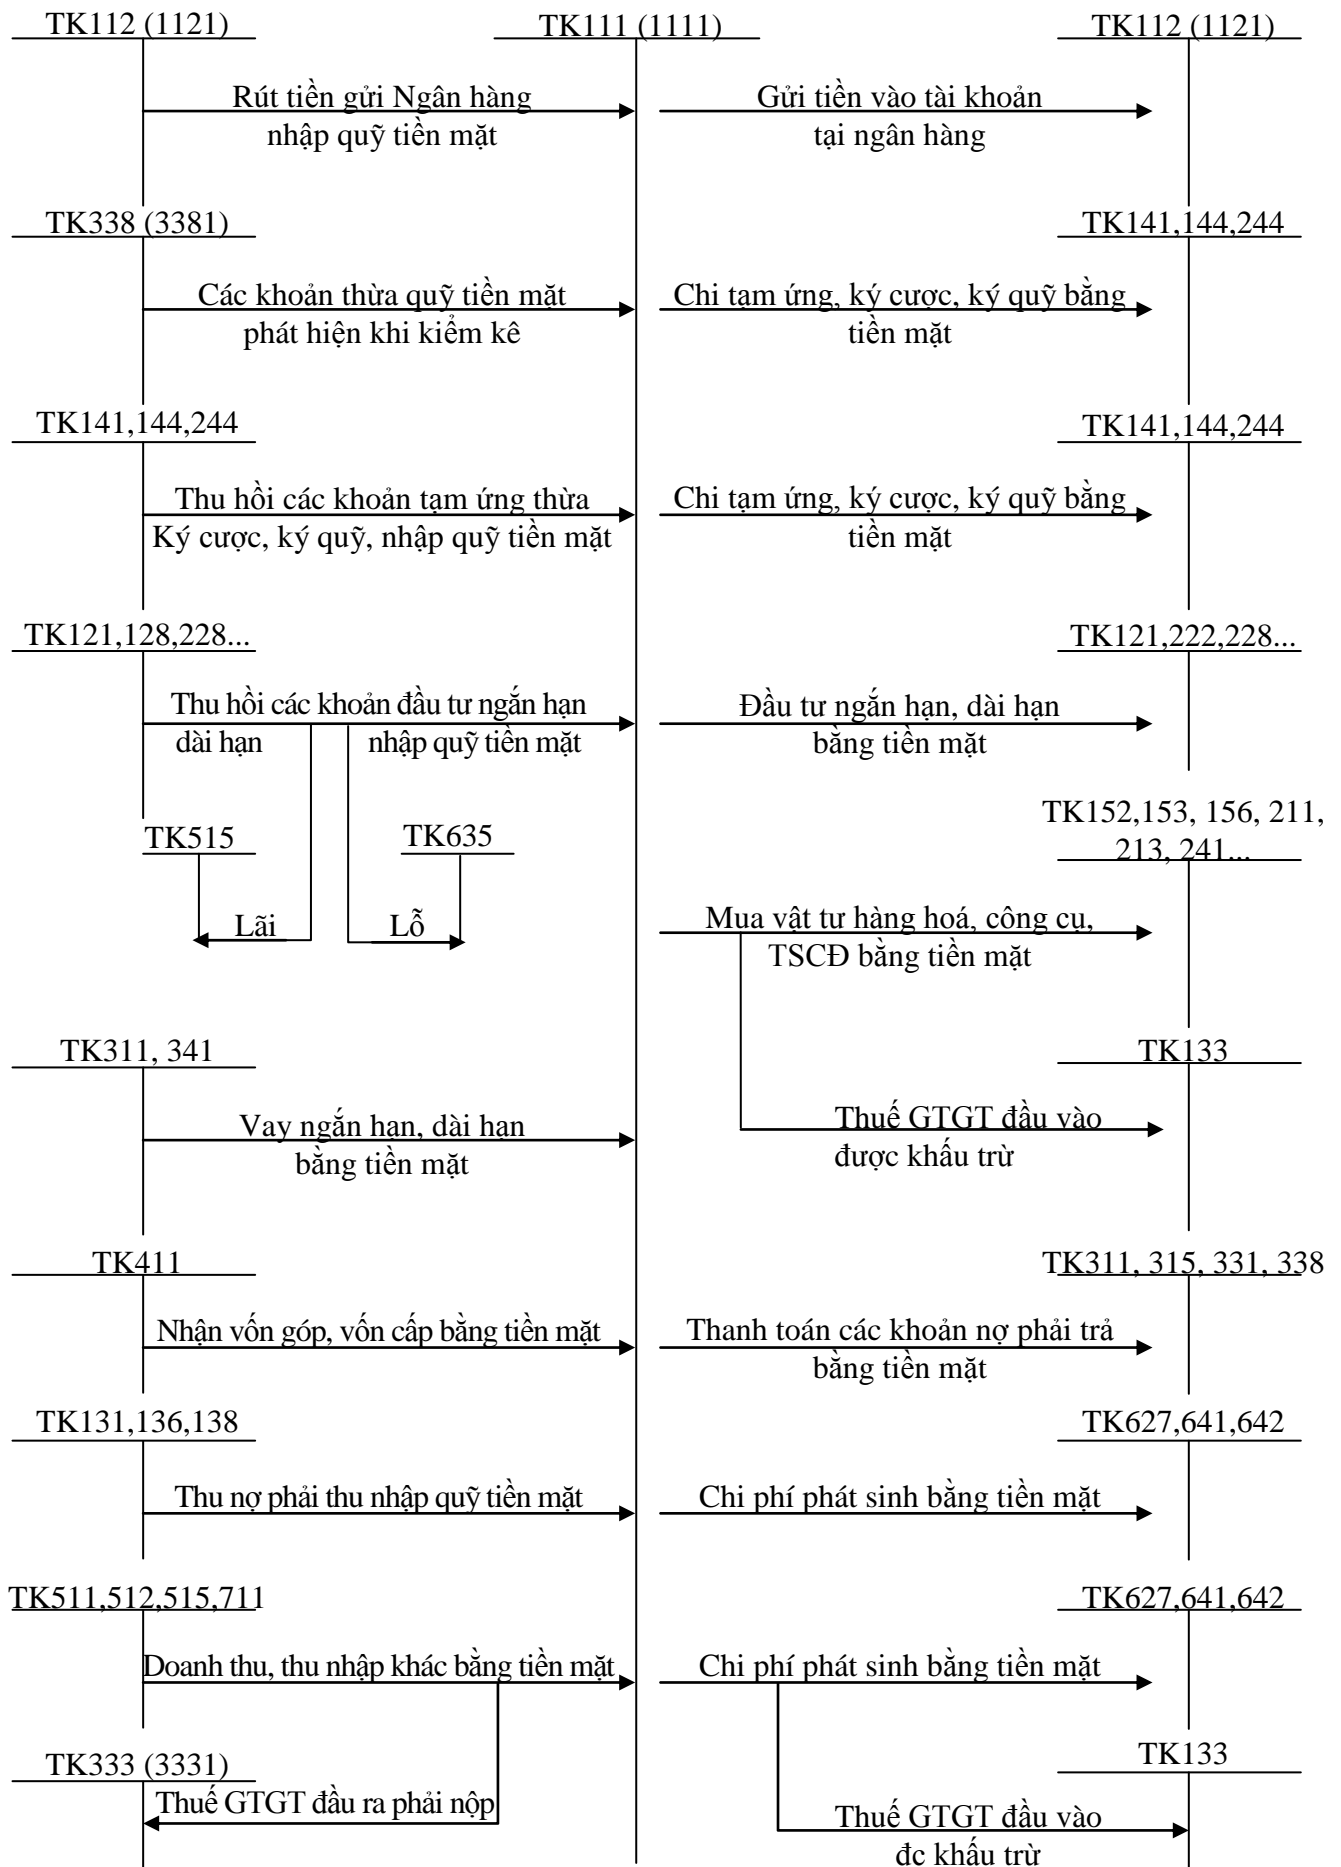 TK112 (1121)
TK111 (1111)
TK112 (1121)
Rút tiền gửi Ngân hàng
nhập quỹ tiền mặt
Gửi tiền vào tài khoản
tại ngân hàng
TK338 (3381)
TK141,144,244
Các khoản thừa quỹ tiền mặt
phát hiện khi kiểm kê
Chi tạm ứng, ký cược, ký quỹ bằng
tiền mặt
TK141,144,244
TK141,144,244
Thu hồi các khoản tạm ứng thừa
Ký cược, ký quỹ, nhập quỹ tiền mặt
Chi tạm ứng, ký cược, ký quỹ bằng
tiền mặt
TK121,128,228...
TK121,222,228...
Thu hồi các khoản đầu tư ngắn hạn
dài hạn nhập quỹ tiền mặt
Đầu tư ngắn hạn, dài hạn
bằng tiền mặt
TK515
TK635
Lãi
Lỗ
TK152,153, 156, 211,
213, 241...
Mua vật tư hàng hoá, công cụ,
TSCĐ bằng tiền mặt
TK311, 341
TK133
Vay ngắn hạn, dài hạn
bằng tiền mặt
Thuế GTGT đầu vào
được khấu trừ
TK411
TK311, 315, 331, 338
Nhận vốn góp, vốn cấp bằng tiền mặt
Thanh toán các khoản nợ phải trả
bằng tiền mặt
TK131,136,138
TK627,641,642
Thu nợ phải thu nhập quỹ tiền mặt
Chi phí phát sinh bằng tiền mặt
TK511,512,515,711
TK627,641,642
Doanh thu, thu nhập khác bằng tiền mặt
Chi phí phát sinh bằng tiền mặt
TK333 (3331)
TK133
Thuế GTGT đầu ra phải nộp
Thuế GTGT đầu vào
đc khấu trừ